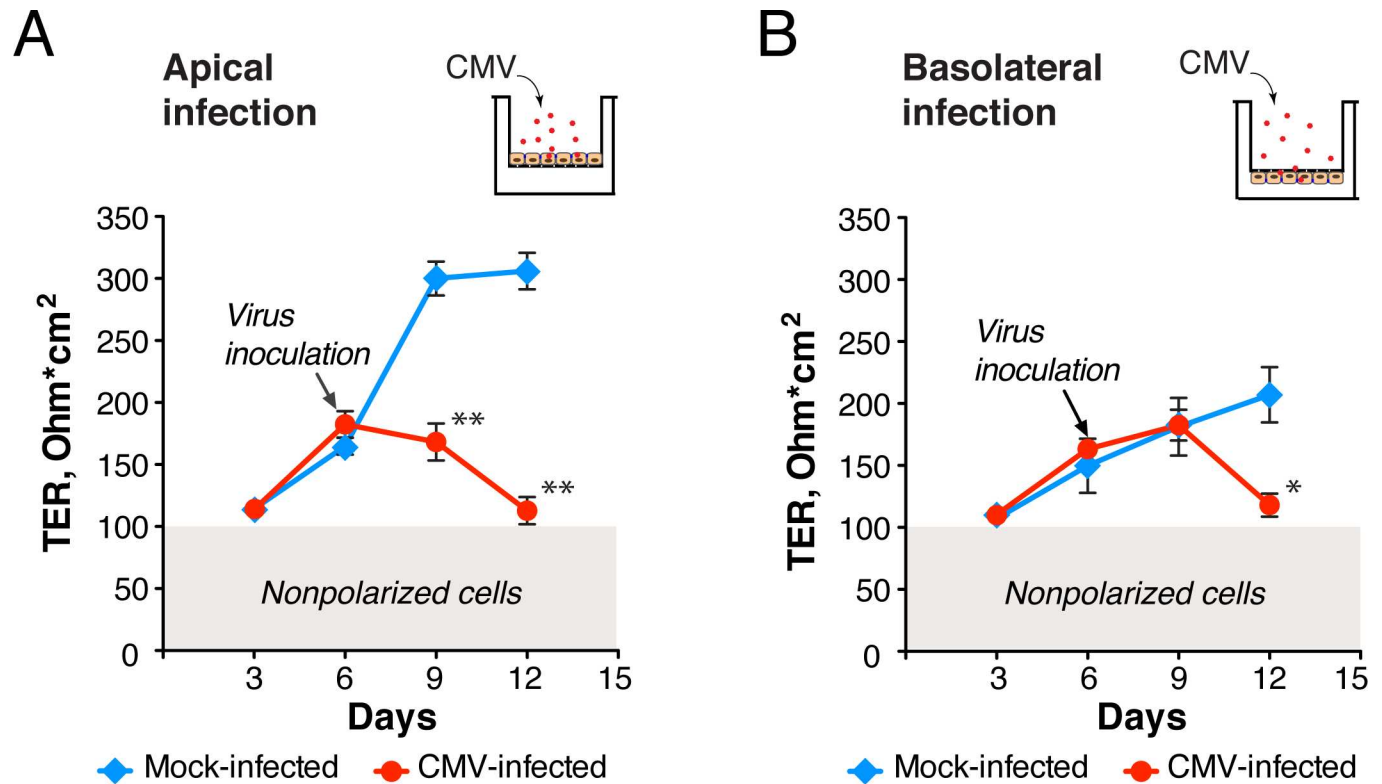 A
Apical
infection
CMV
350
300
250
200
150
100
50
0
TER, Ohm*cm²
Virus
inoculation
**
**
Nonpolarized cells
3 6 9 12 15
Days
Mock-infected CMV-infected
B
Basolateral
infection
CMV
350
300
250
200
150
100
50
0
TER, Ohm*cm²
Virus
inoculation
*
Nonpolarized cells
3 6 9 12 15
Days
Mock-infected CMV-infected